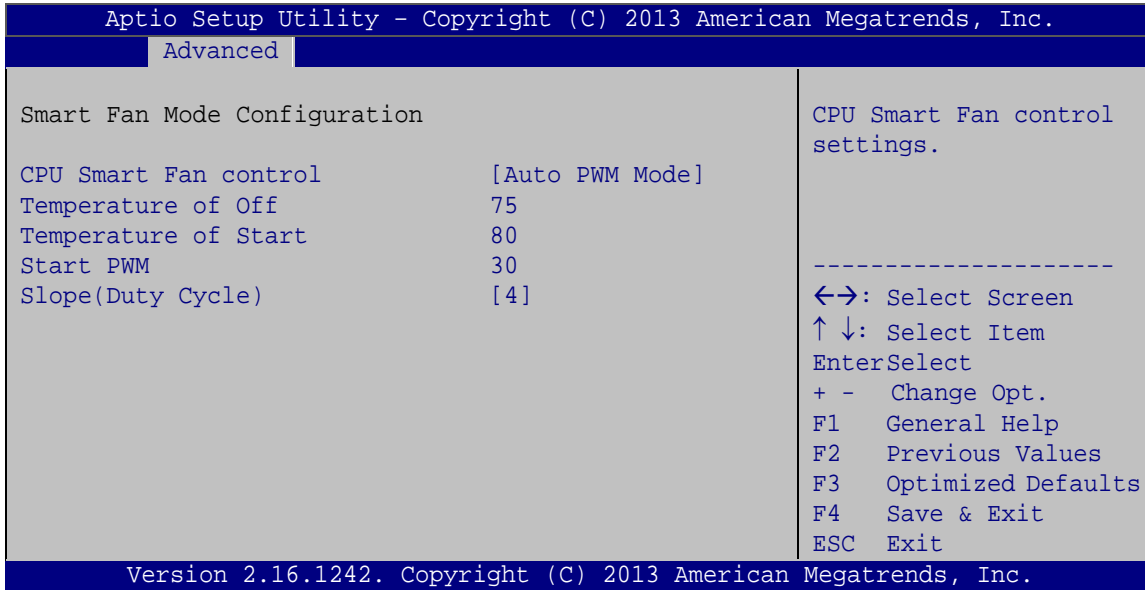 Aptio Setup Utility – Copyright (C) 2013 American Megatrends, Inc.
Advanced
Smart Fan Mode Configuration
CPU Smart Fan control [Auto PWM Mode]
Temperature of Off 75
Temperature of Start 80
Start PWM 30
Slope(Duty Cycle) [4]
CPU Smart Fan control
settings.
---------------------
←→: Select Screen
↑ ↓: Select Item
EnterSelect
+ - Change Opt.
F1 General Help
F2 Previous Values
F3 Optimized Defaults
F4 Save & Exit
ESC Exit
Version 2.16.1242. Copyright (C) 2013 American Megatrends, Inc.